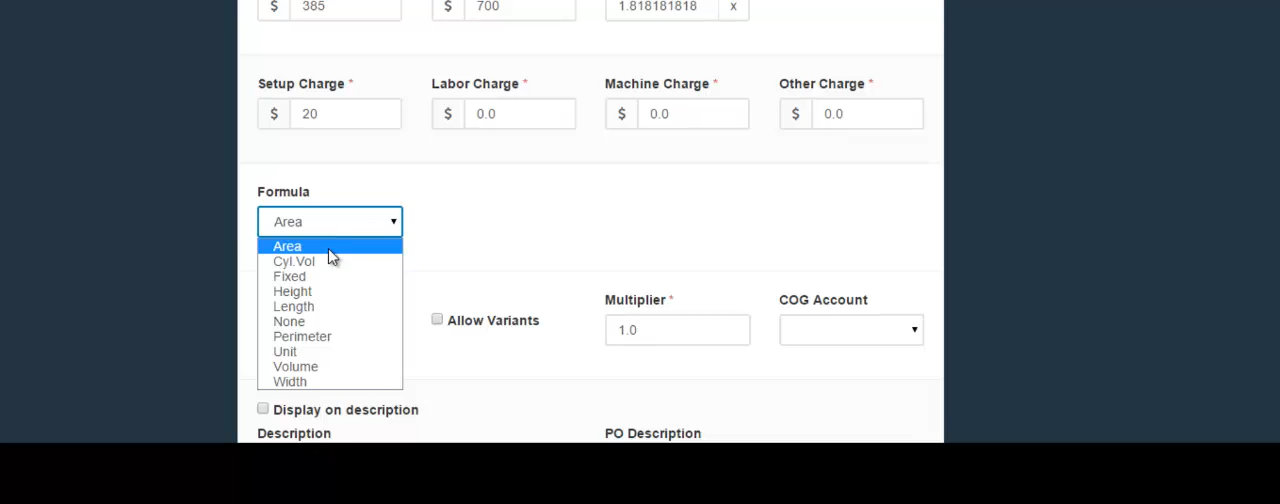 $ 385 $ 700 1.818181818 x
Setup Charge * Labor Charge * Machine Charge * Other Charge *
$ 20 $ 0.0 $ 0.0 $ 0.0
Formula
Area
Area
Cyl.Vol
Fixed
Height
Length
None
Perimeter
Unit
Volume
Width
Allow Variants
Multiplier *
1.0
COG Account
Display on description
Description PO Description